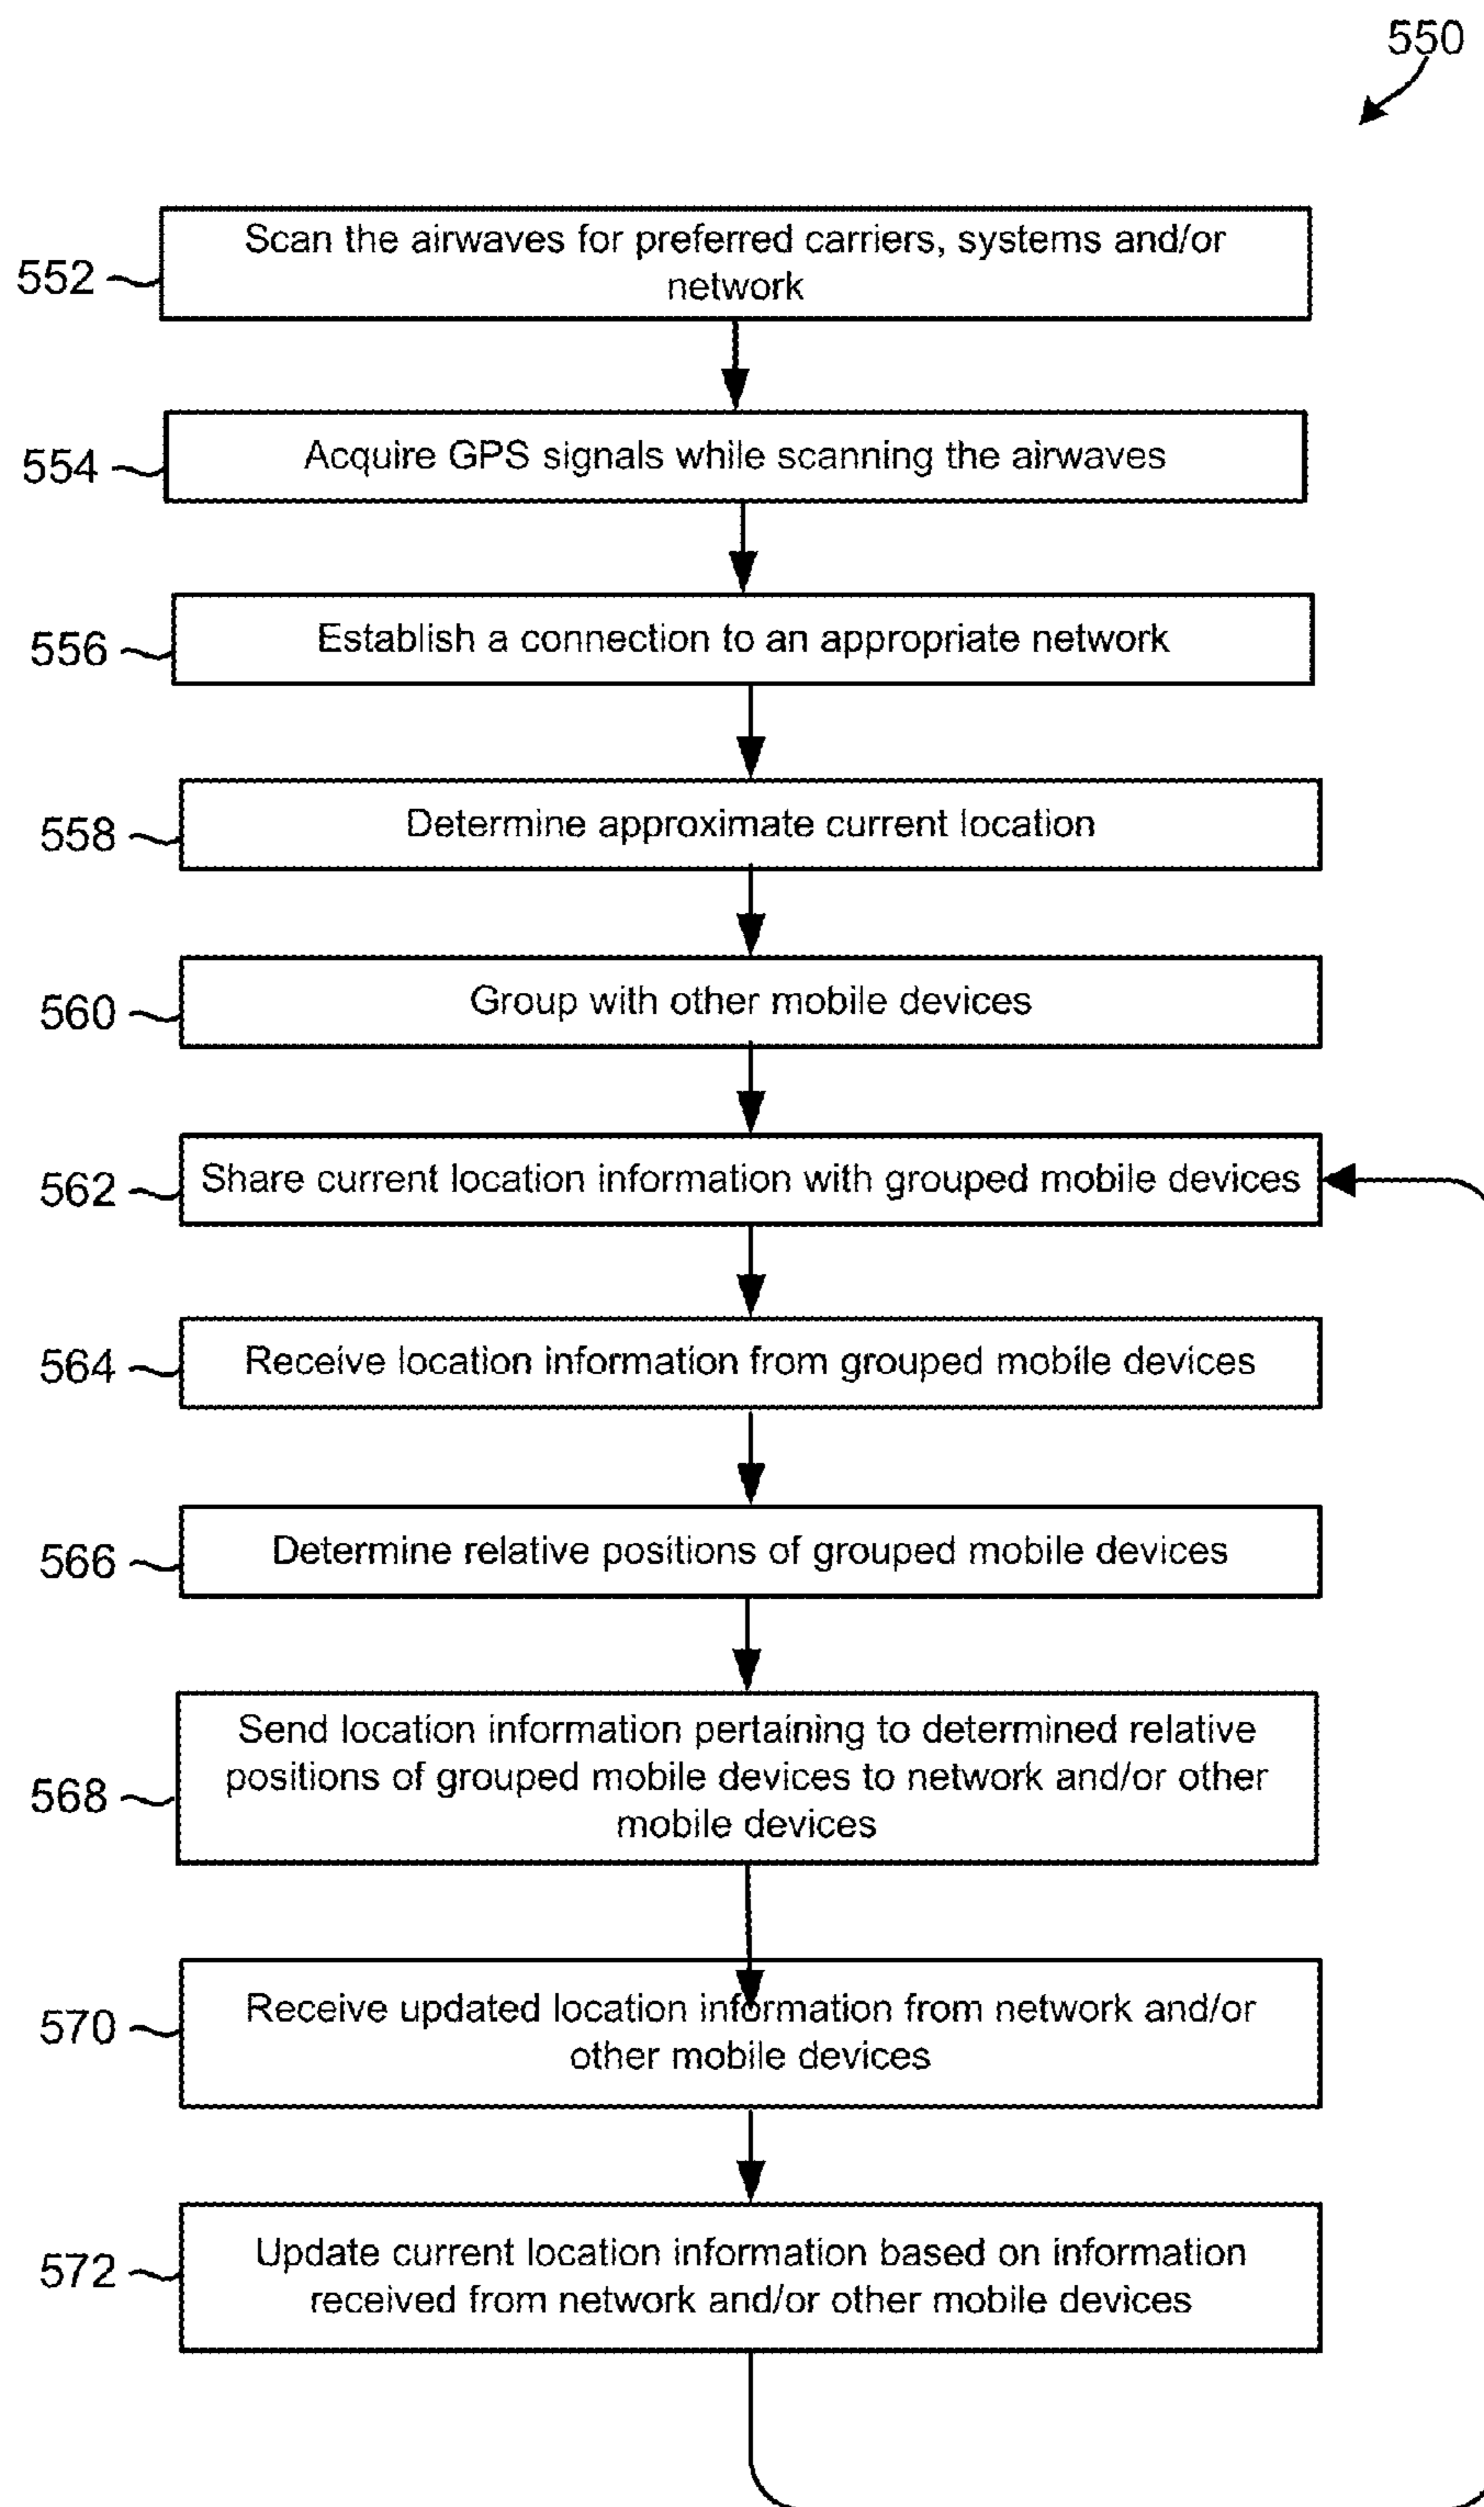 550
552
Scan the airwaves for preferred carriers, systems and/or
network
554
Acquire GPS signals while scanning the airwaves
556
Establish a connection to an appropriate network
558
Determine approximate current location
560
Group with other mobile devices
562
Share current location information with grouped mobile devices
564
Receive location information from grouped mobile devices
566
Determine relative positions of grouped mobile devices
568
Send location information pertaining to determined relative
positions of grouped mobile devices to network and/or other
mobile devices
570
Receive updated location information from network and/or
other mobile devices
572
Update current location information based on information
received from network and/or other mobile devices